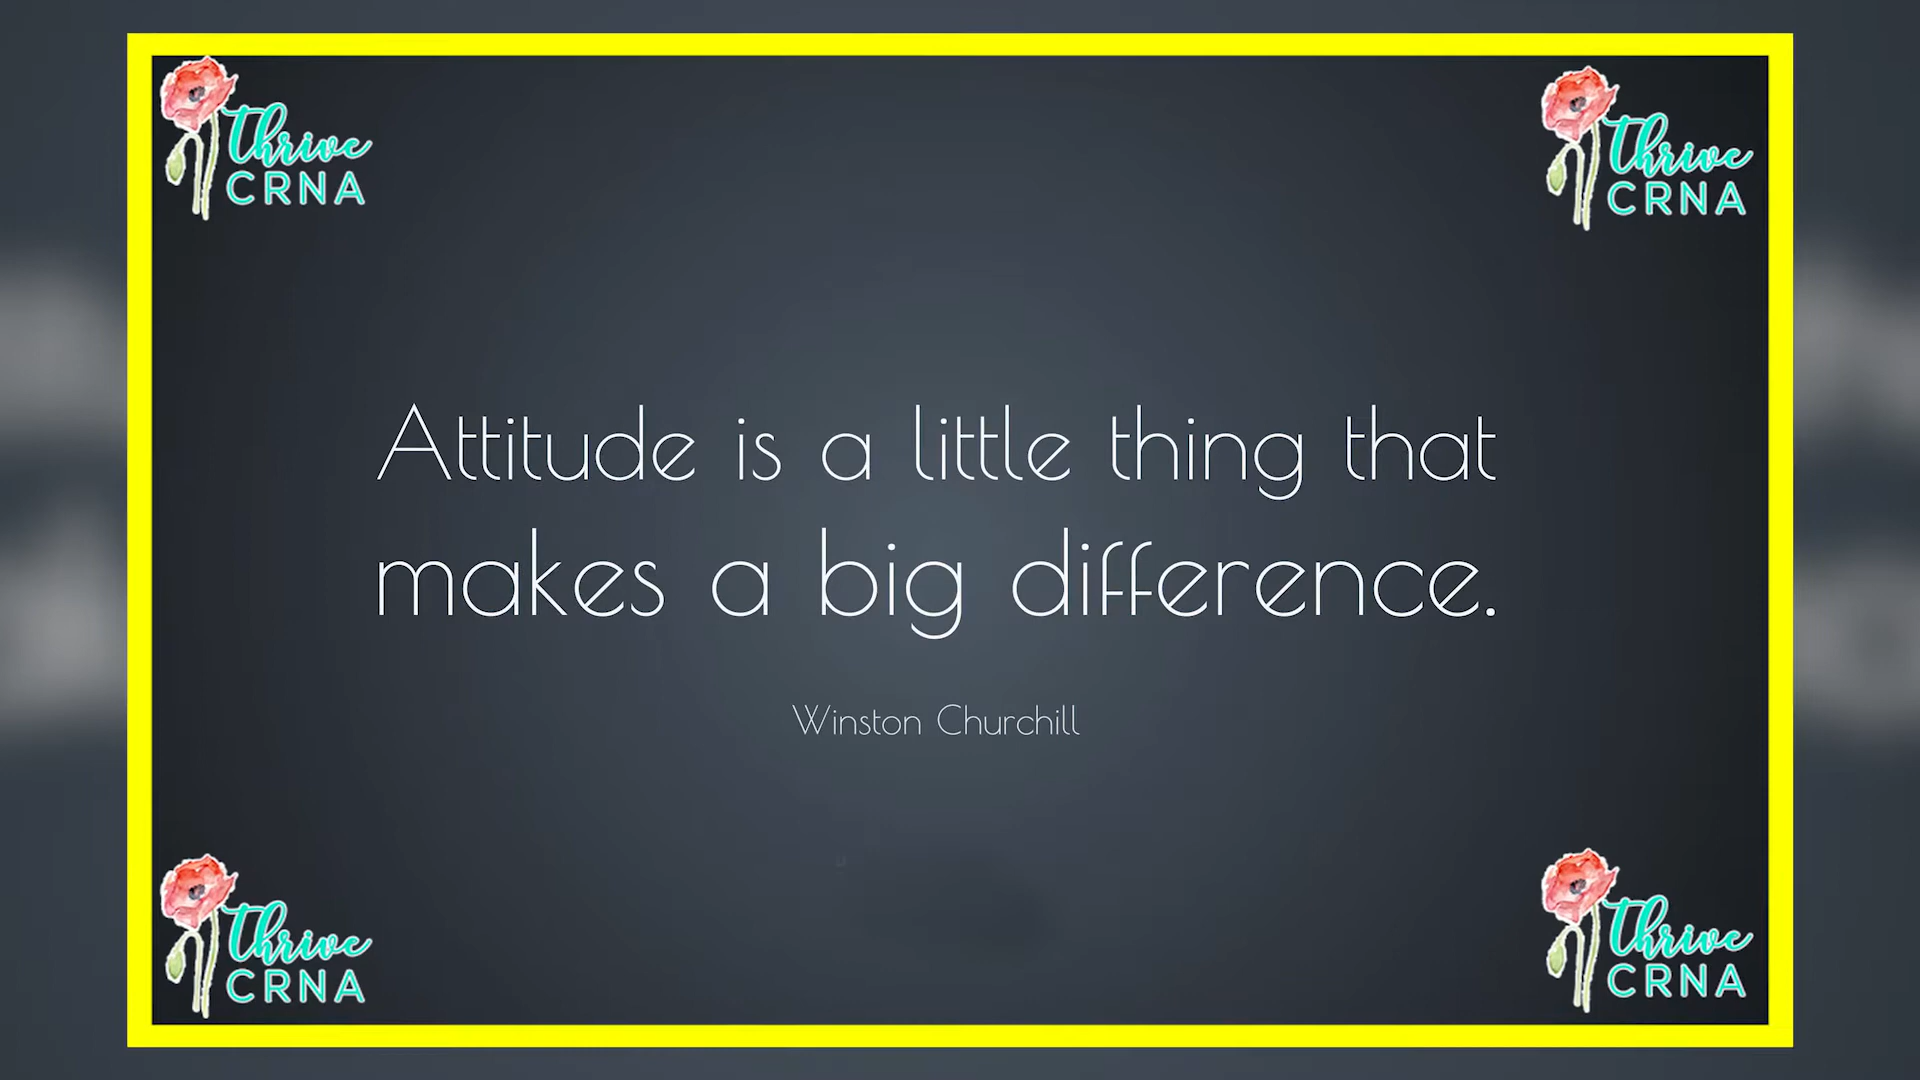 thrive
CRNA
thrive
CRNA
Attitude is a little thing that
makes a big difference.
Winston Churchill
thrive
CRNA
thrive
CRNA